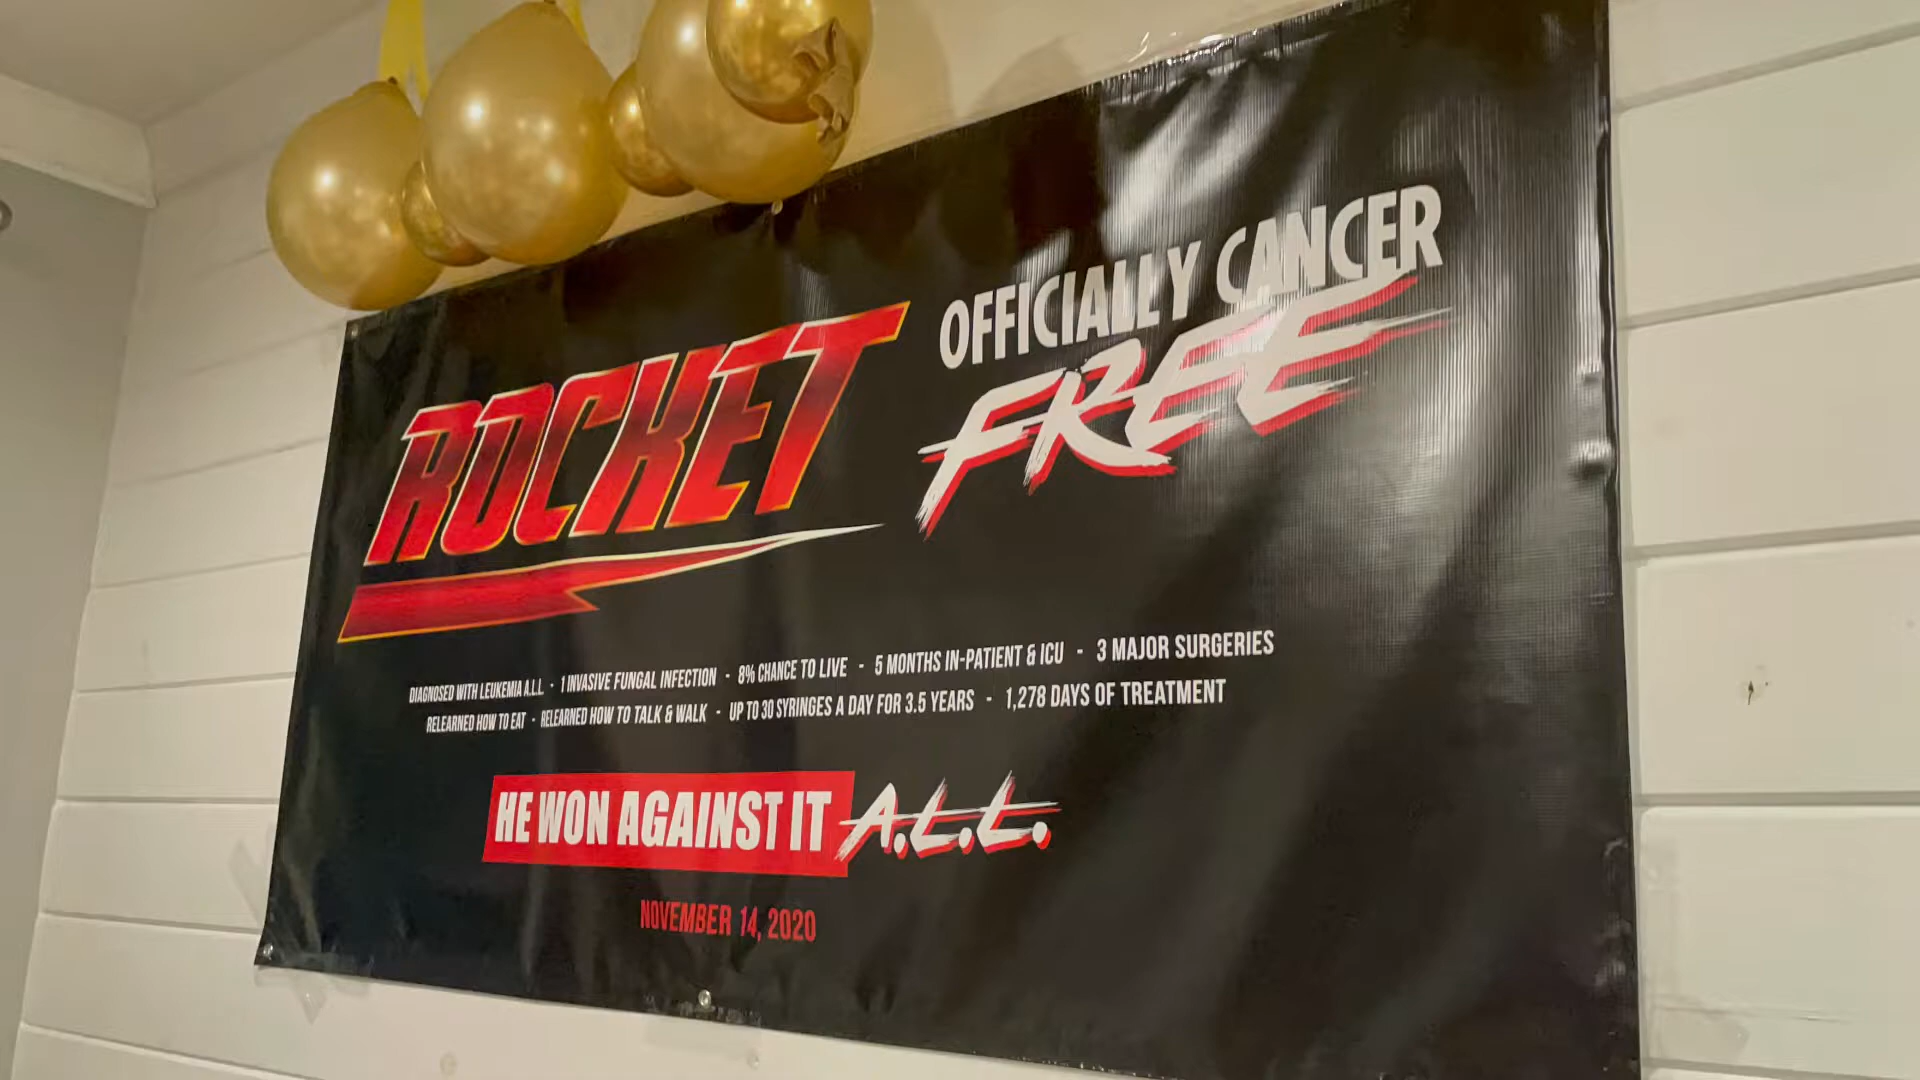 ROCKET
OFFICIALLY CANCER
FREE
DIAGNOSED WITH LEUKEMIA A.L.L - 1 INVASIVE FUNGAL INFECTION - 8% CHANCE TO LIVE - 5 MONTHS IN-PATIENT & ICU - 3 MAJOR SURGERIES
RELEARNED HOW TO EAT - RELEARNED HOW TO TALK & WALK - UP TO 30 SYRINGES A DAY FOR 3.5 YEARS - 1,278 DAYS OF TREATMENT
HE WON AGAINST IT A.L.L.
NOVEMBER 14, 2020